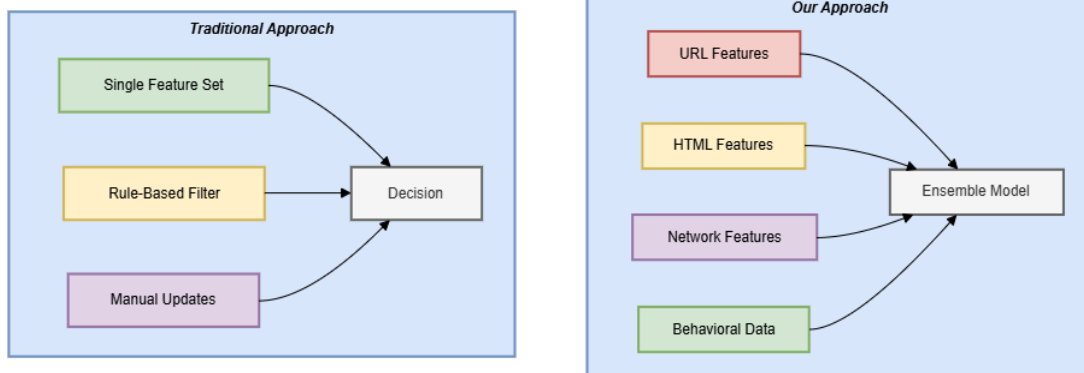 Traditional Approach
Single Feature Set
Rule-Based Filter
Decision
Manual Updates
Our Approach
URL Features
HTML Features
Ensemble Model
Network Features
Behavioral Data